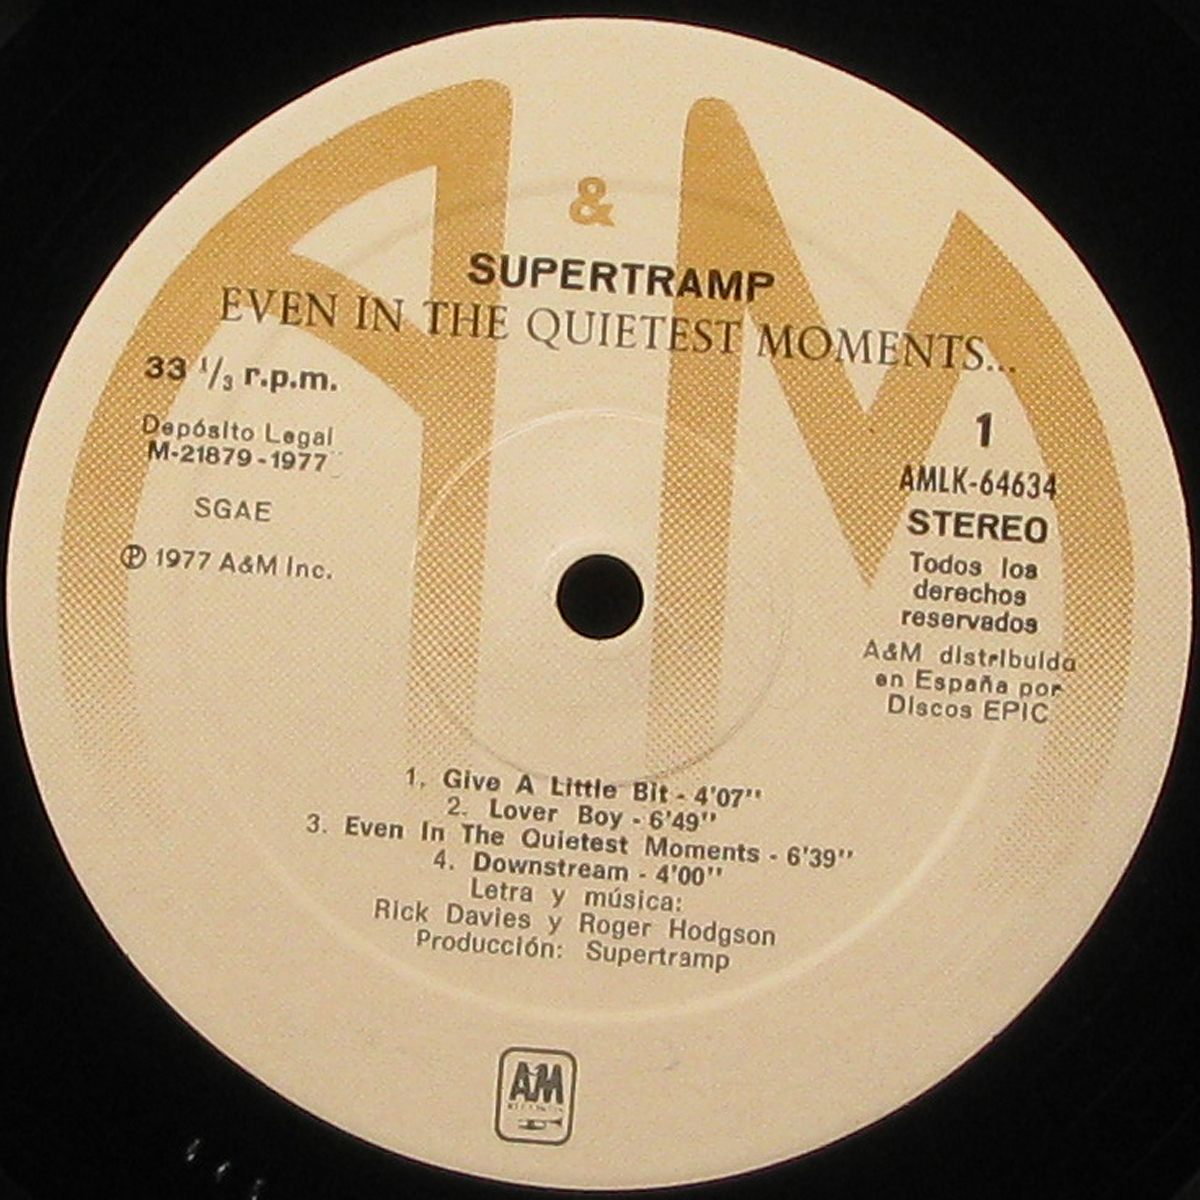 A & M
SUPERTRAMP
EVEN IN THE QUIETEST MOMENTS...
33 1/3 r.p.m.
Depósito Legal
M-21879-1977
SGAE
℗ 1977 A&M Inc.
1
AMLK-64634
STEREO
Todos los
derechos
reservados
A&M distribuida
en España por
Discos EPIC
1. Give A Little Bit - 4'07''
2. Lover Boy - 6'49''
3. Even In The Quietest Moments - 6'39''
4. Downstream - 4'00''
Letra y música:
Rick Davies y Roger Hodgson
Producción: Supertramp
AM